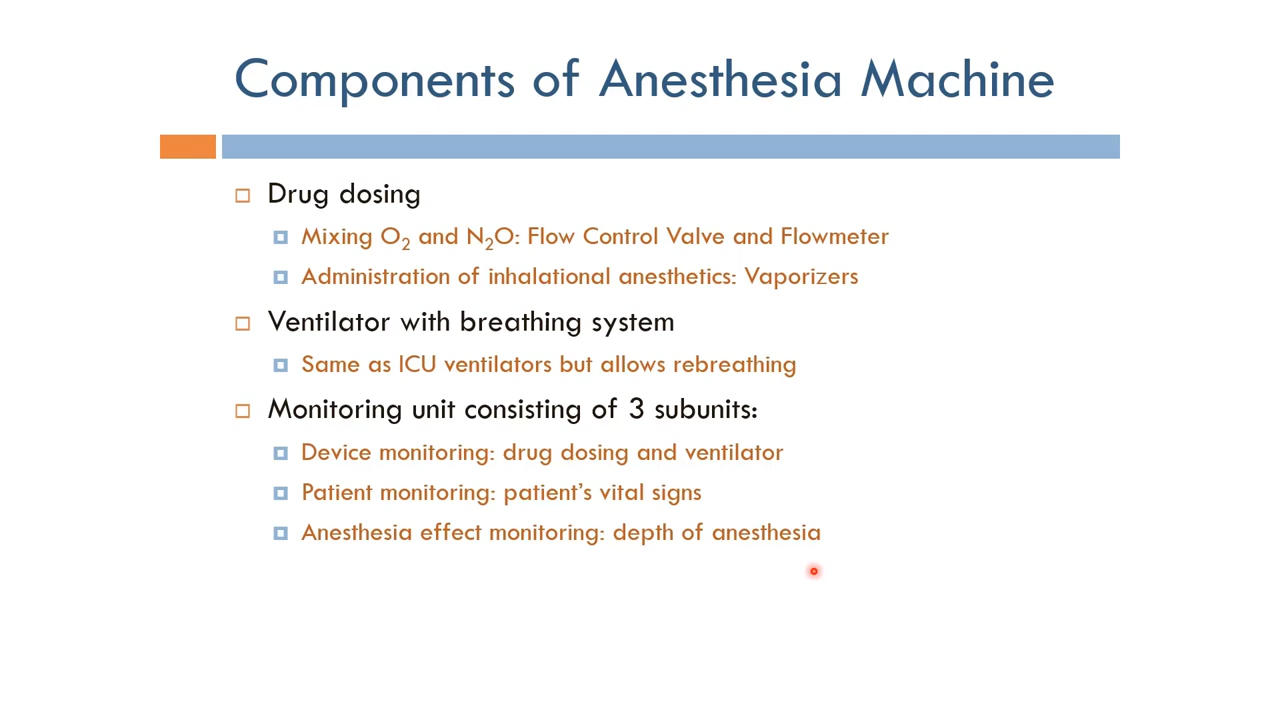 Components of Anesthesia Machine
Drug dosing
Mixing O₂ and N₂O: Flow Control Valve and Flowmeter
Administration of inhalational anesthetics: Vaporizers
Ventilator with breathing system
Same as ICU ventilators but allows rebreathing
Monitoring unit consisting of 3 subunits:
Device monitoring: drug dosing and ventilator
Patient monitoring: patient’s vital signs
Anesthesia effect monitoring: depth of anesthesia